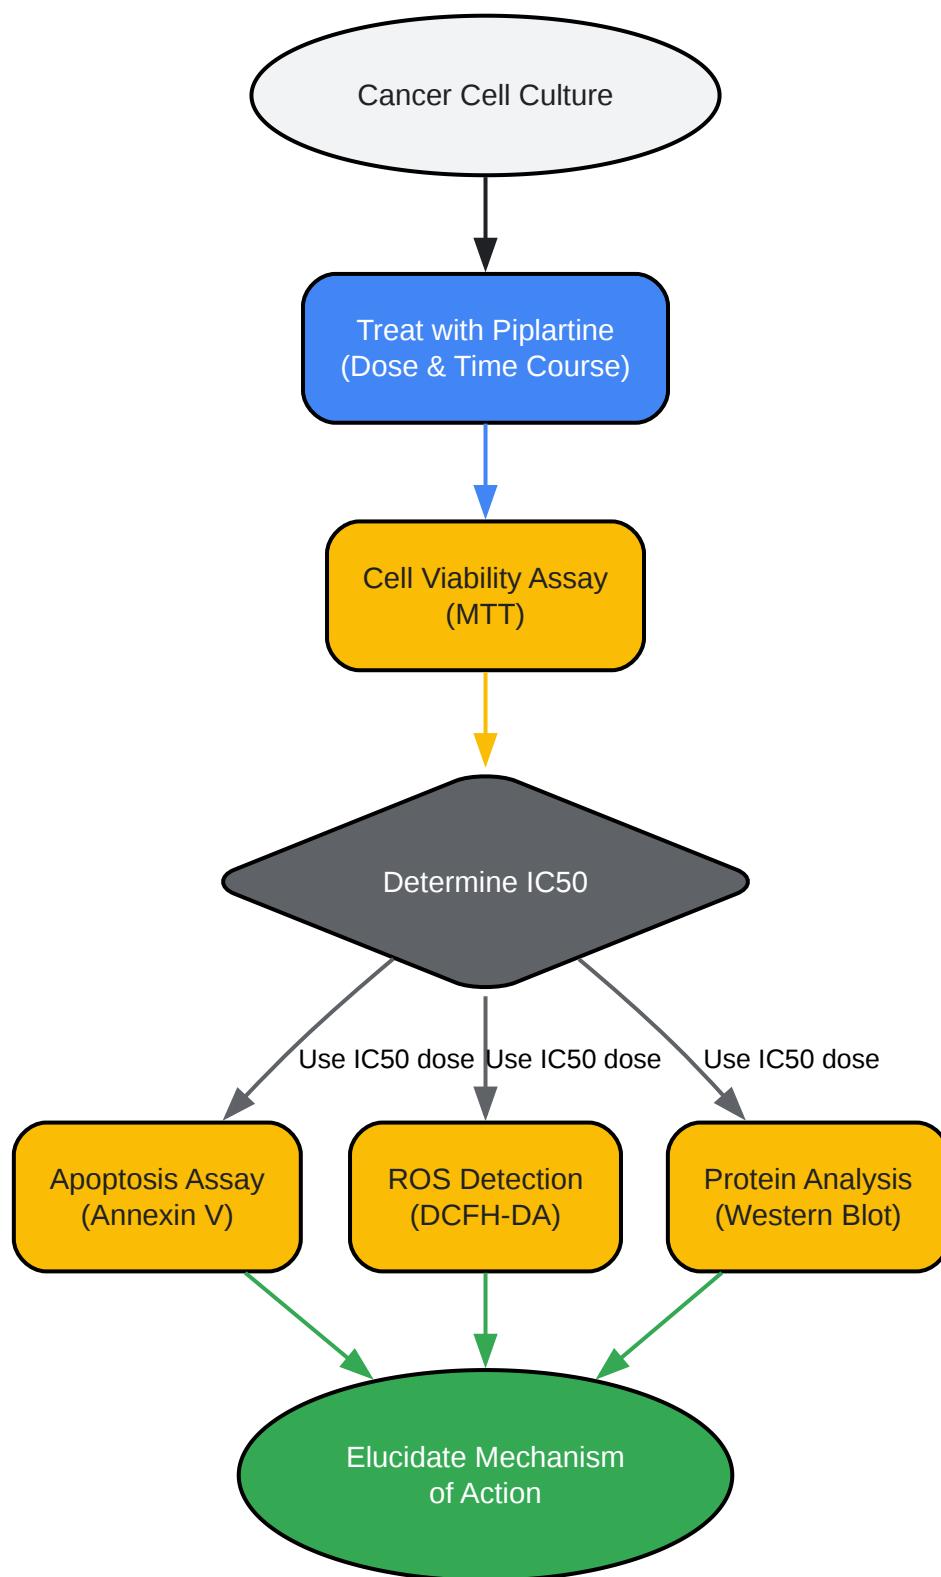 Cancer Cell Culture
Treat with Piplartine
(Dose & Time Course)
Cell Viability Assay
(MTT)
Determine IC50
Use IC50 dose
Use IC50 dose
Use IC50 dose
Apoptosis Assay
(Annexin V)
ROS Detection
(DCFH-DA)
Protein Analysis
(Western Blot)
Elucidate Mechanism
of Action